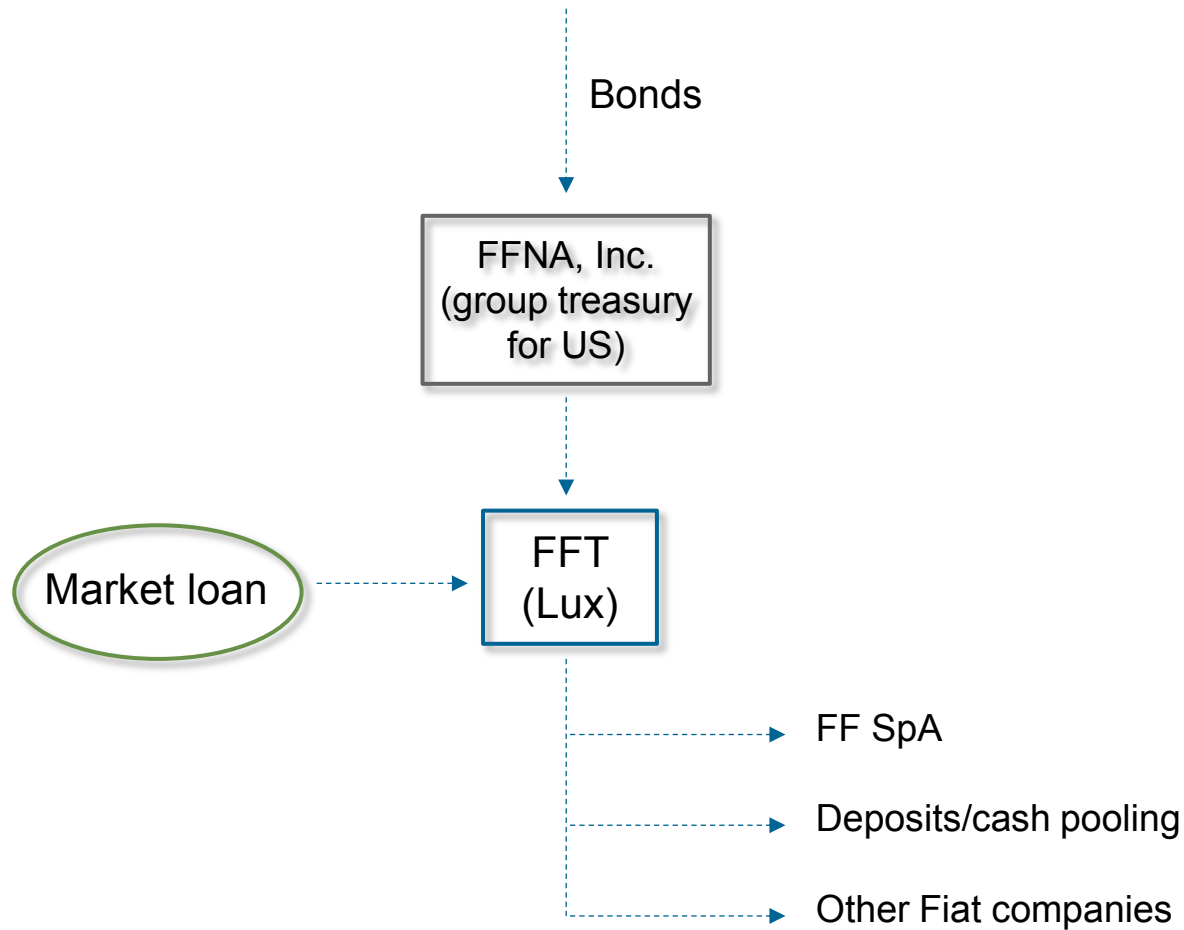 Bonds
FFNA, Inc.
(group treasury
for US)
Market loan
FFT
(Lux)
FF SpA
Deposits/cash pooling
Other Fiat companies